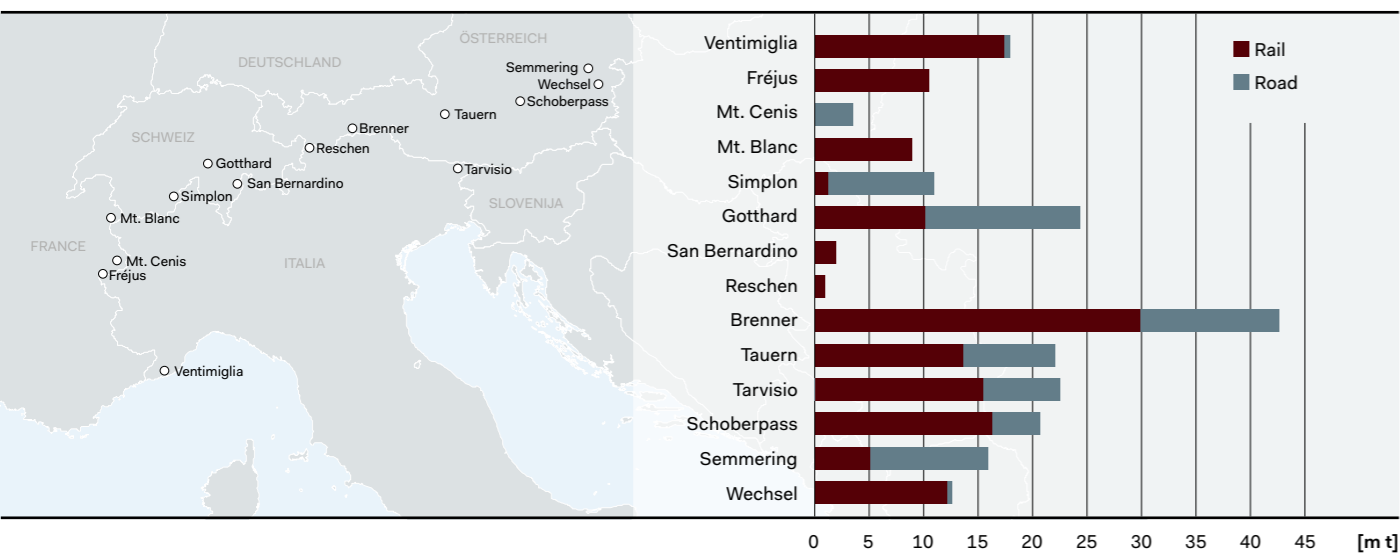 ÖSTERREICH
DEUTSCHLAND
Semmering
Wechsel
Schoberpass
Tauern
Brenner
SCHWEIZ
Reschen
Gotthard
Tarvisio
San Bernardino
Simplon
SLOVENIJA
Mt. Blanc
FRANCE
Mt. Cenis
ITALIA
Fréjus
Ventimiglia
Ventimiglia
Fréjus
Mt. Cenis
Mt. Blanc
Simplon
Gotthard
San Bernardino
Reschen
Brenner
Tauern
Tarvisio
Schoberpass
Semmering
Wechsel
Rail
Road
0 5 10 15 20 25 30 35 40 45 [m t]